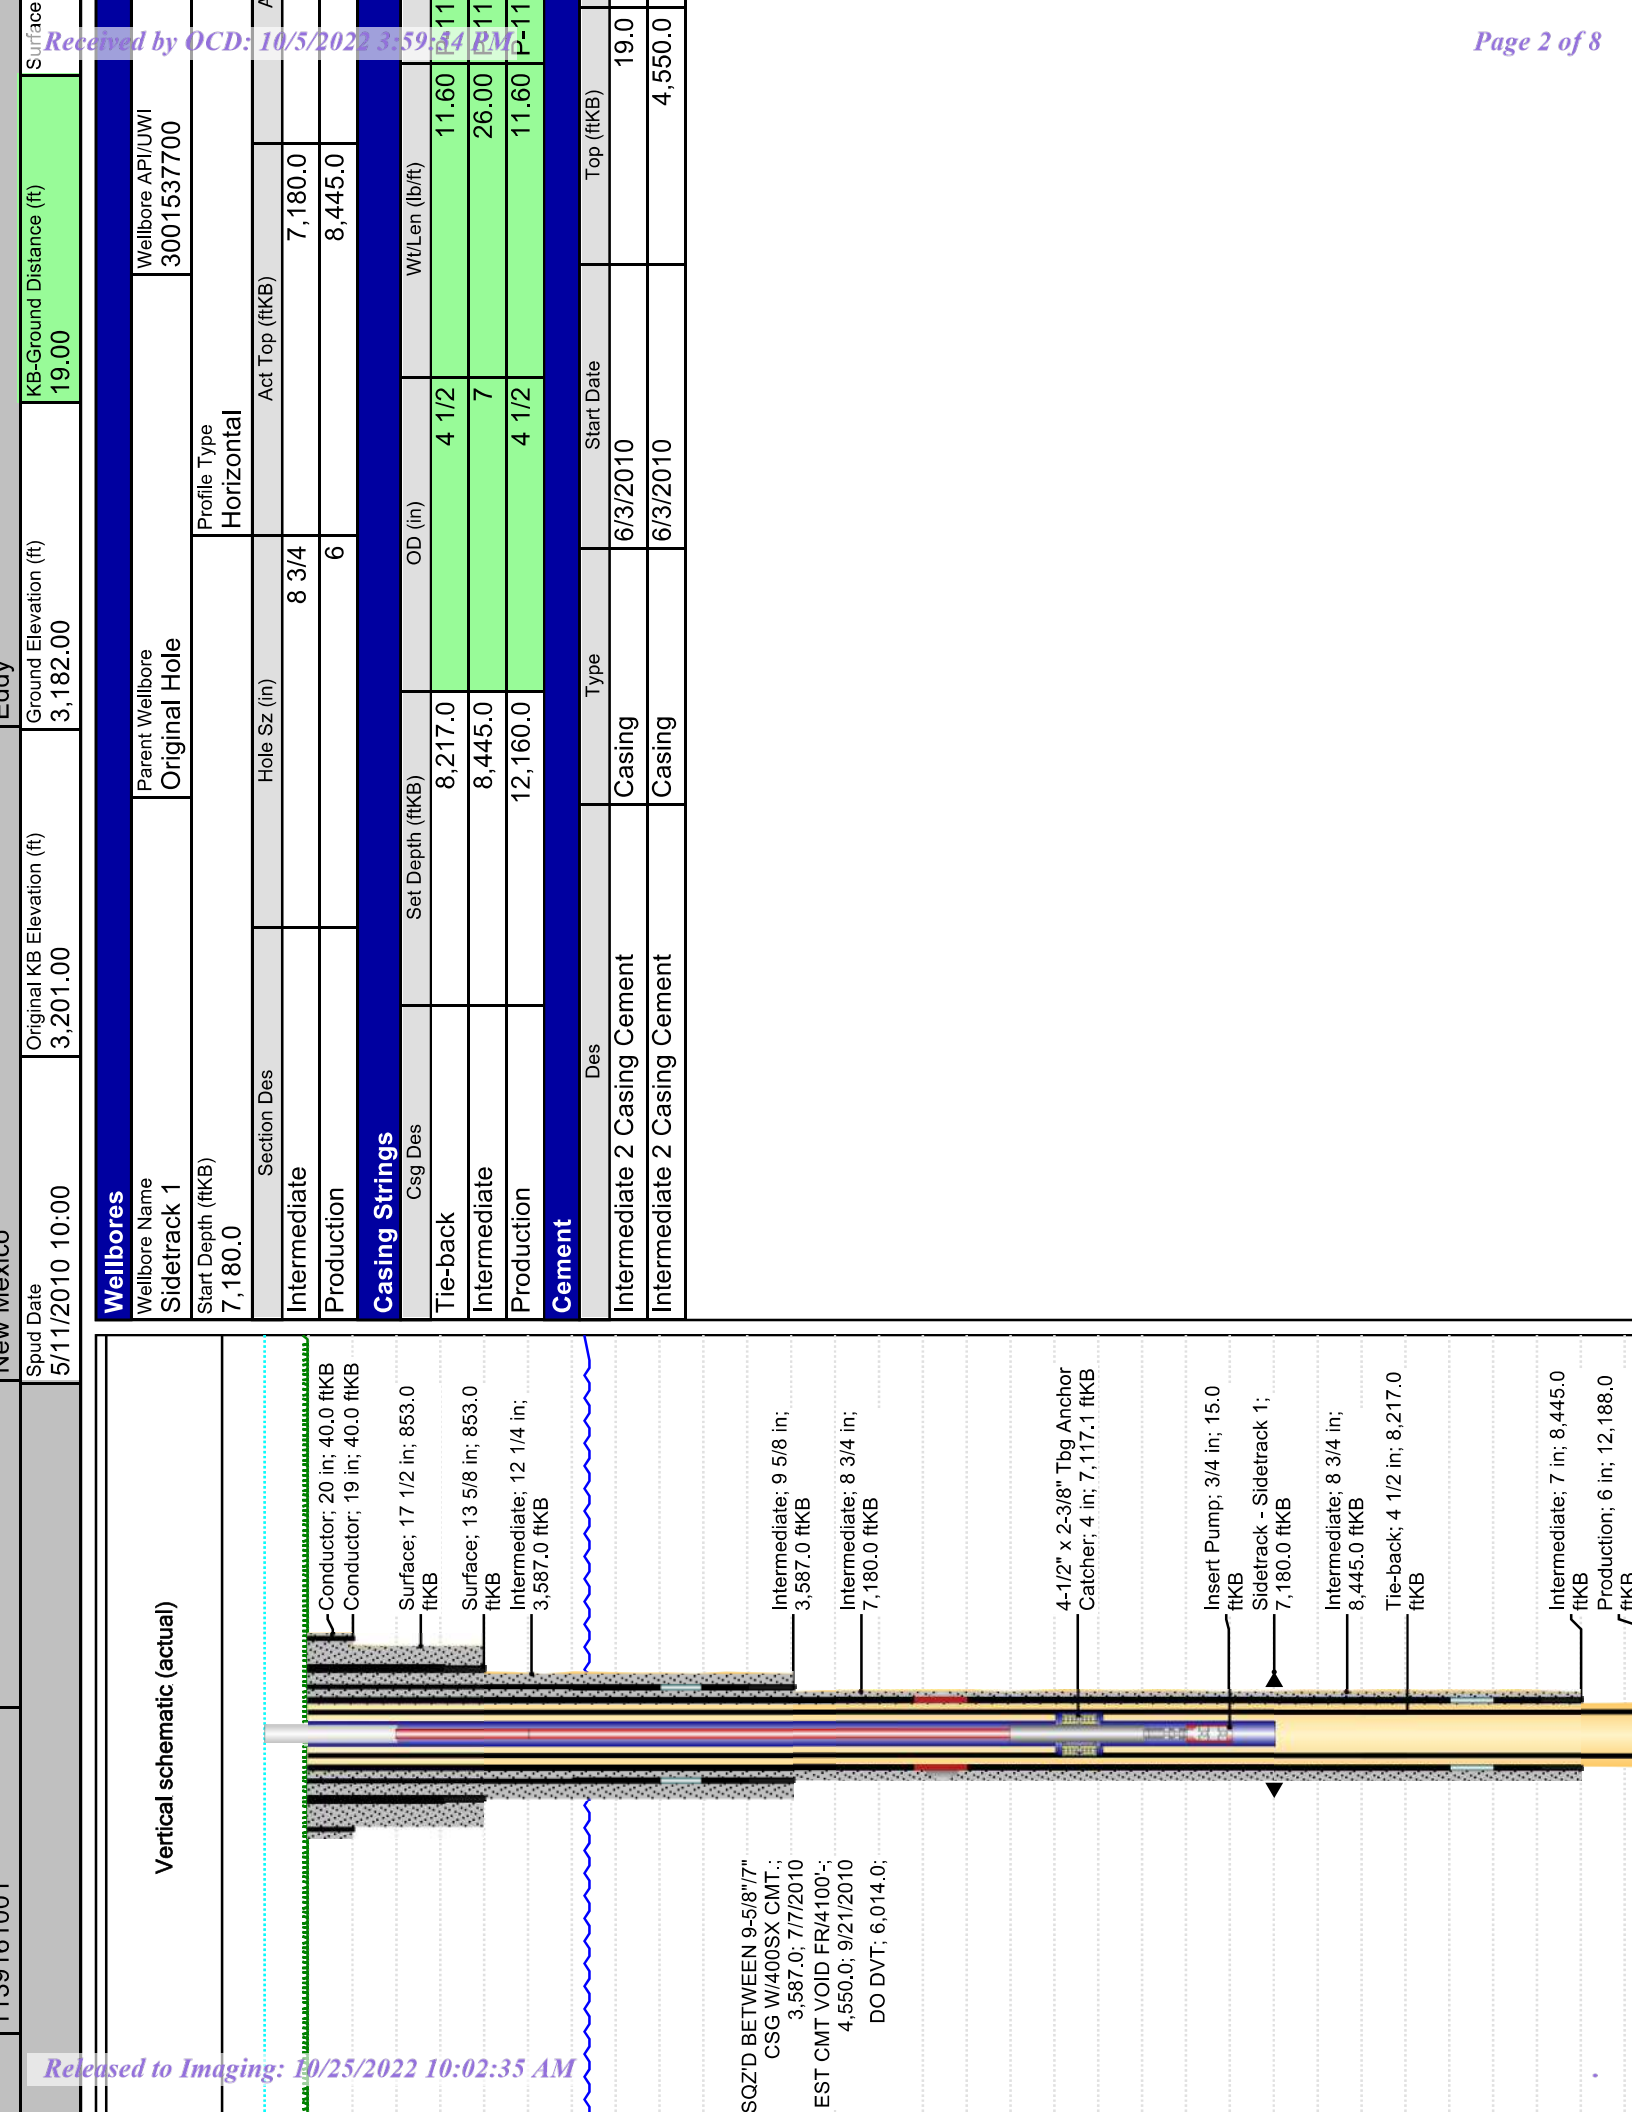 Received by OCD: 10/5/2022 3:59:54 PM
Page 2 of 8
New Mexico
Eddy
Spud Date
5/11/2010 10:00
Original KB Elevation (ft)
3,201.00
Ground Elevation (ft)
3,182.00
KB-Ground Distance (ft)
19.00
Surface
Wellbores
Wellbore Name
Sidetrack 1
Parent Wellbore
Original Hole
Wellbore API/UWI
3001537700
Start Depth (ftKB)
7,180.0
Profile Type
Horizontal
Section Des Hole Sz (in) Act Top (ftKB) A
Intermediate 8 3/4 7,180.0
Production 6 8,445.0
Casing Strings
Csg Des Set Depth (ftKB) OD (in) Wt/Len (lb/ft)
Tie-back 8,217.0 4 1/2 11.60 P-11
Intermediate 8,445.0 7 26.00 P-11
Production 12,160.0 4 1/2 11.60 P-11
Cement
Des Type Start Date Top (ftKB)
Intermediate 2 Casing Cement Casing 6/3/2010 19.0
Intermediate 2 Casing Cement Casing 6/3/2010 4,550.0
Vertical schematic (actual)
Conductor; 20 in; 40.0 ftKB
Conductor; 19 in; 40.0 ftKB
Surface; 17 1/2 in; 853.0
ftKB
Surface; 13 5/8 in; 853.0
ftKB
Intermediate; 12 1/4 in;
3,587.0 ftKB
Intermediate; 9 5/8 in;
3,587.0 ftKB
Intermediate; 8 3/4 in;
7,180.0 ftKB
4-1/2" x 2-3/8" Tbg Anchor
Catcher; 4 in; 7,117.1 ftKB
Insert Pump; 3/4 in; 15.0
ftKB
Sidetrack - Sidetrack 1;
7,180.0 ftKB
Intermediate; 8 3/4 in;
8,445.0 ftKB
Tie-back; 4 1/2 in; 8,217.0
ftKB
Intermediate; 7 in; 8,445.0
ftKB
Production; 6 in; 12,188.0
ftKB
SQZ'D BETWEEN 9-5/8"/7"
CSG W/400SX CMT.;
3,587.0; 7/7/2010
EST CMT VOID FR/4100'-;
4,550.0; 9/21/2010
DO DVT; 6,014.0;
Released to Imaging: 10/25/2022 10:02:35 AM